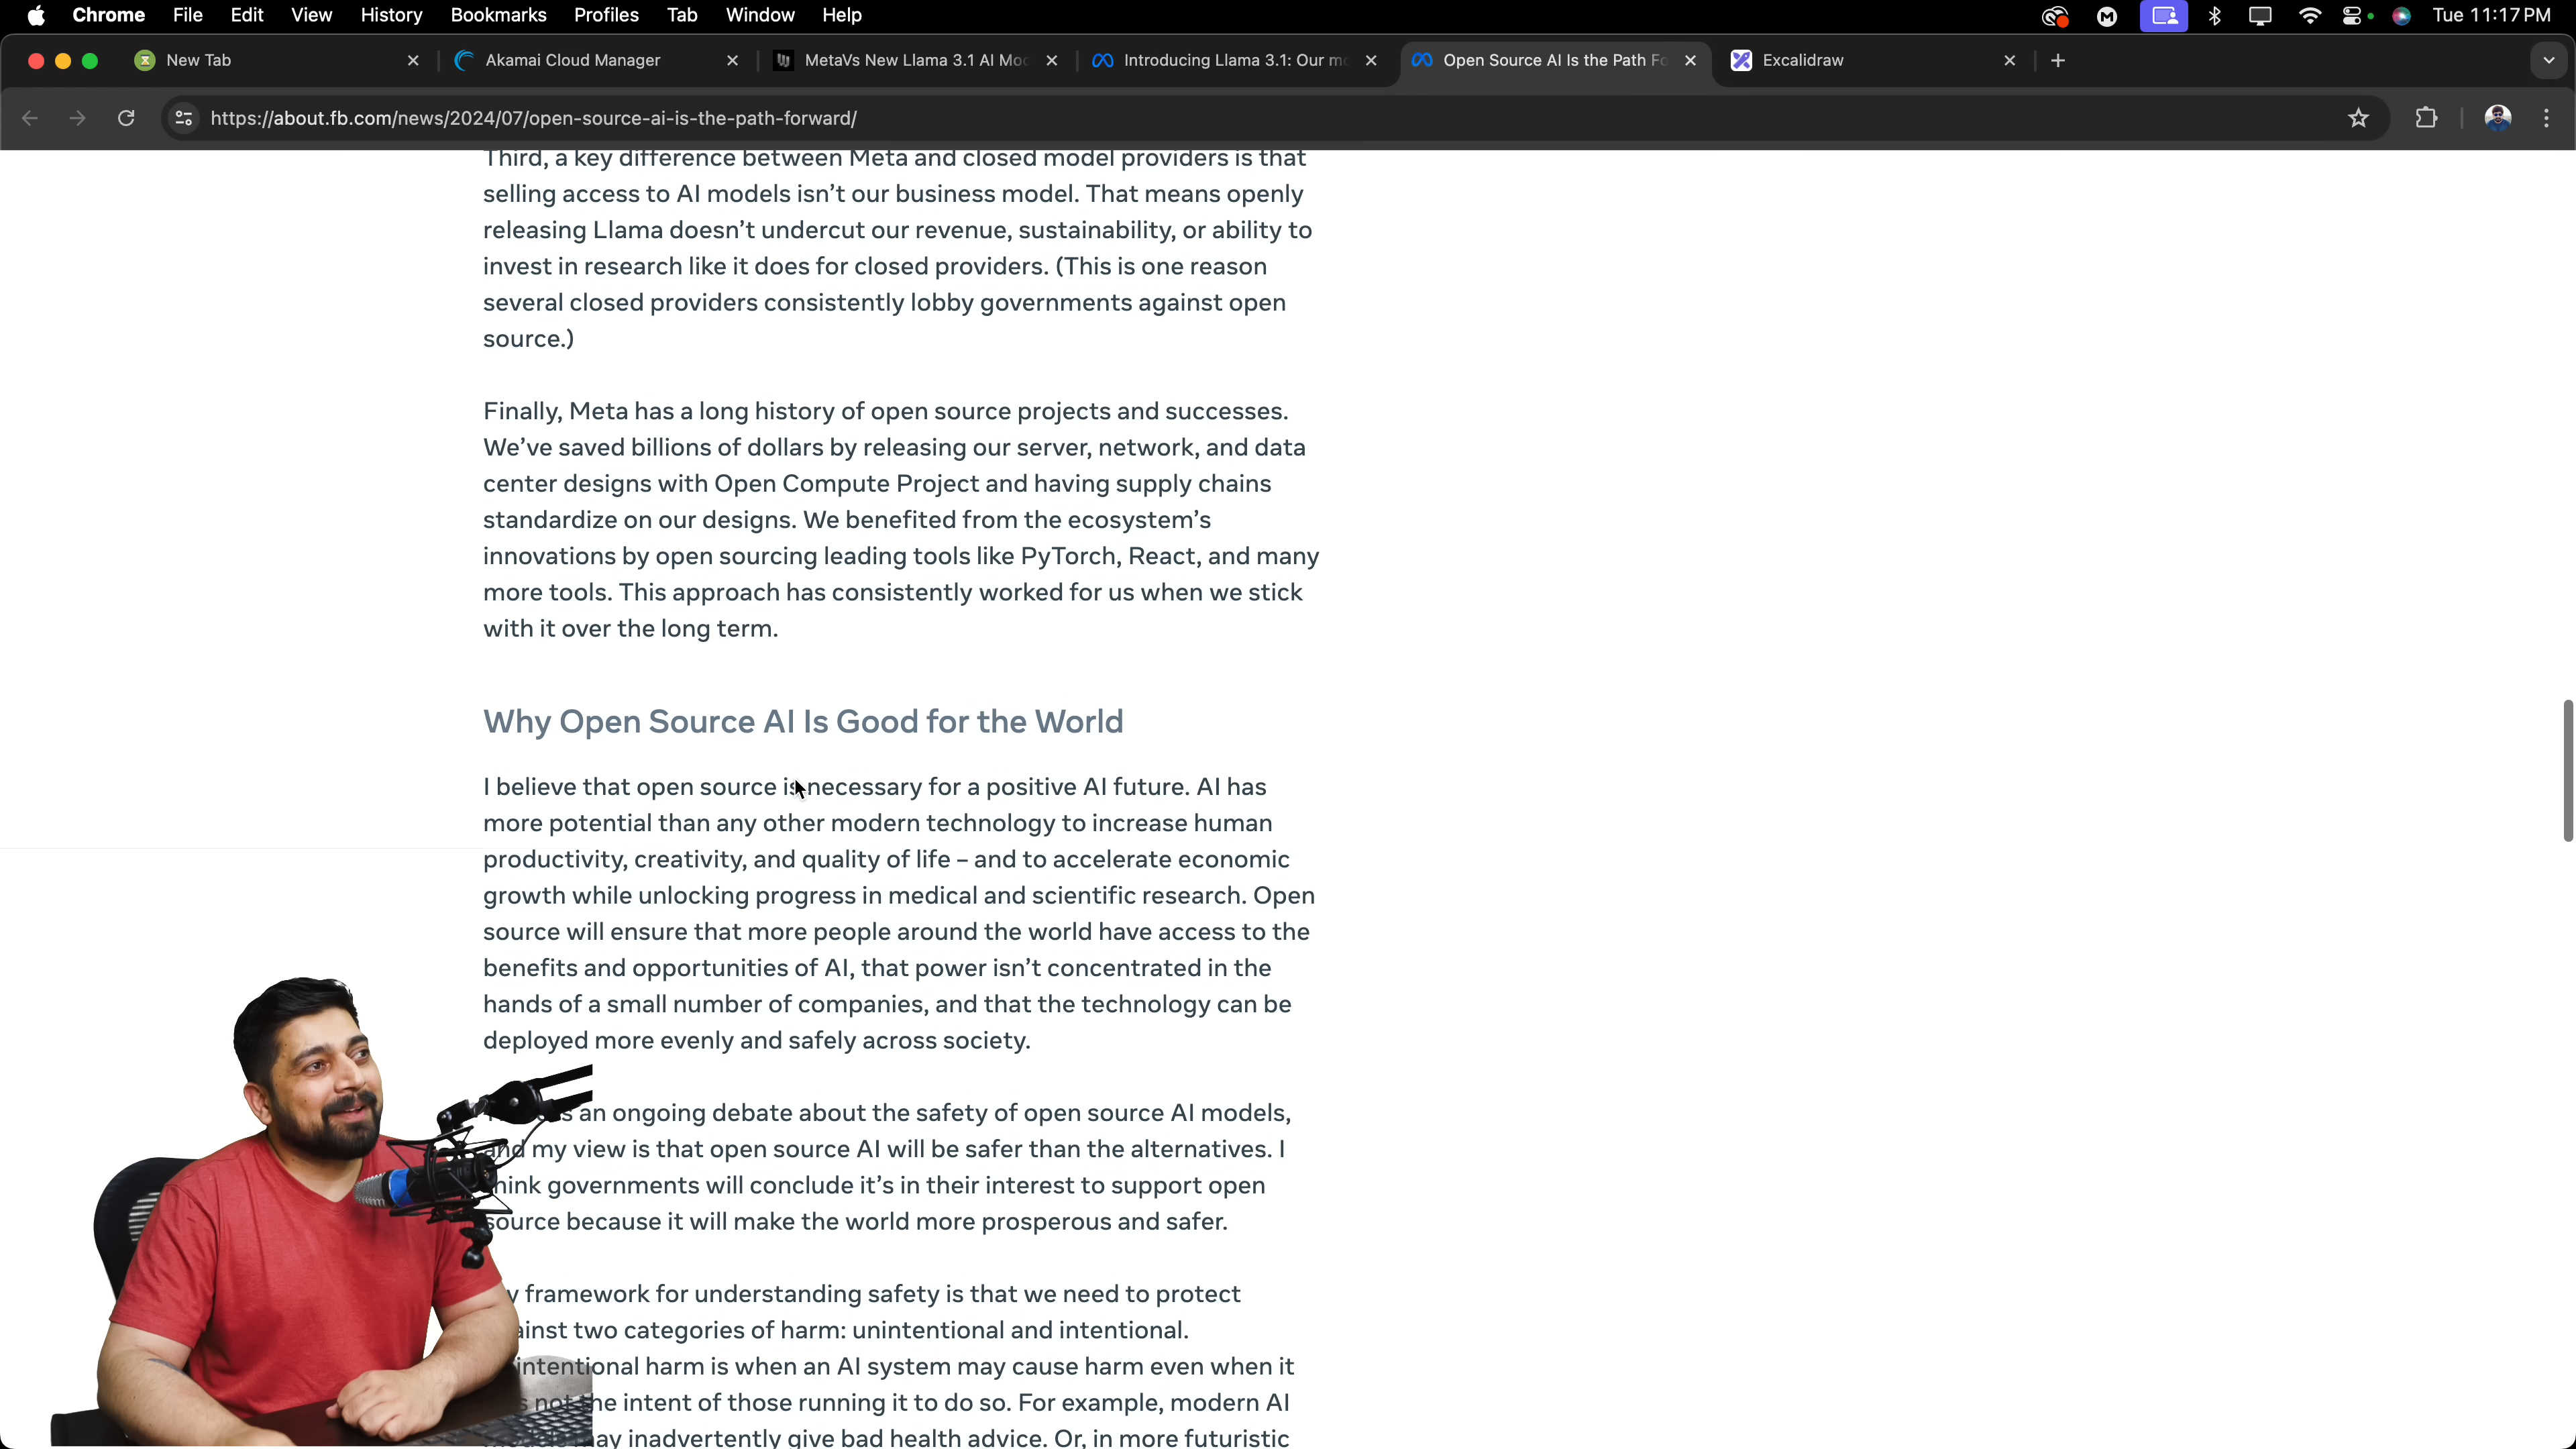 Chrome File Edit View History Bookmarks Profiles Tab Window Help Tue 11:17 PM
New Tab Akamai Cloud Manager MetaVs New Llama 3.1 AI Mo Introducing Llama 3.1: Our m Open Source AI Is the Path Fo Excalidraw
https://about.fb.com/news/2024/07/open-source-ai-is-the-path-forward/
Third, a key difference between Meta and closed model providers is that
selling access to AI models isn’t our business model. That means openly
releasing Llama doesn’t undercut our revenue, sustainability, or ability to
invest in research like it does for closed providers. (This is one reason
several closed providers consistently lobby governments against open
source.)
Finally, Meta has a long history of open source projects and successes.
We’ve saved billions of dollars by releasing our server, network, and data
center designs with Open Compute Project and having supply chains
standardize on our designs. We benefited from the ecosystem’s
innovations by open sourcing leading tools like PyTorch, React, and many
more tools. This approach has consistently worked for us when we stick
with it over the long term.
Why Open Source AI Is Good for the World
I believe that open source is necessary for a positive AI future. AI has
more potential than any other modern technology to increase human
productivity, creativity, and quality of life – and to accelerate economic
growth while unlocking progress in medical and scientific research. Open
source will ensure that more people around the world have access to the
benefits and opportunities of AI, that power isn’t concentrated in the
hands of a small number of companies, and that the technology can be
deployed more evenly and safely across society.
an ongoing debate about the safety of open source AI models,
and my view is that open source AI will be safer than the alternatives. I
think governments will conclude it’s in their interest to support open
source because it will make the world more prosperous and safer.
framework for understanding safety is that we need to protect
two categories of harm: unintentional and intentional.
harm is when an AI system may cause harm even when it
not the intent of those running it to do so. For example, modern AI
may inadvertently give bad health advice. Or, in more futuristic